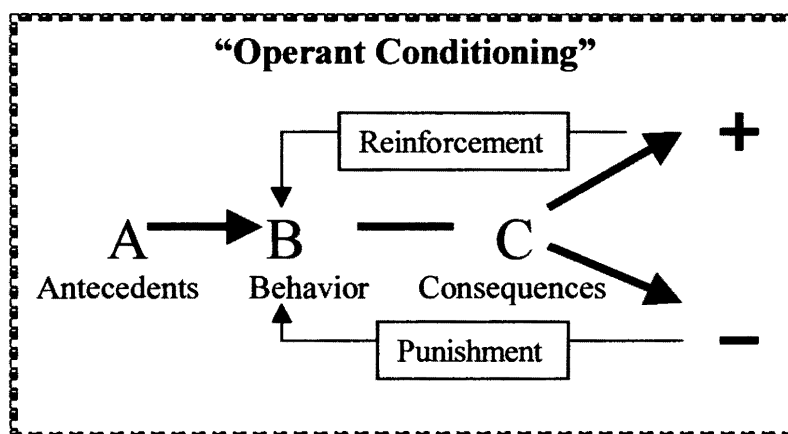 “Operant Conditioning”
Reinforcement
+
A B C
Antecedents Behavior Consequences
Punishment
−